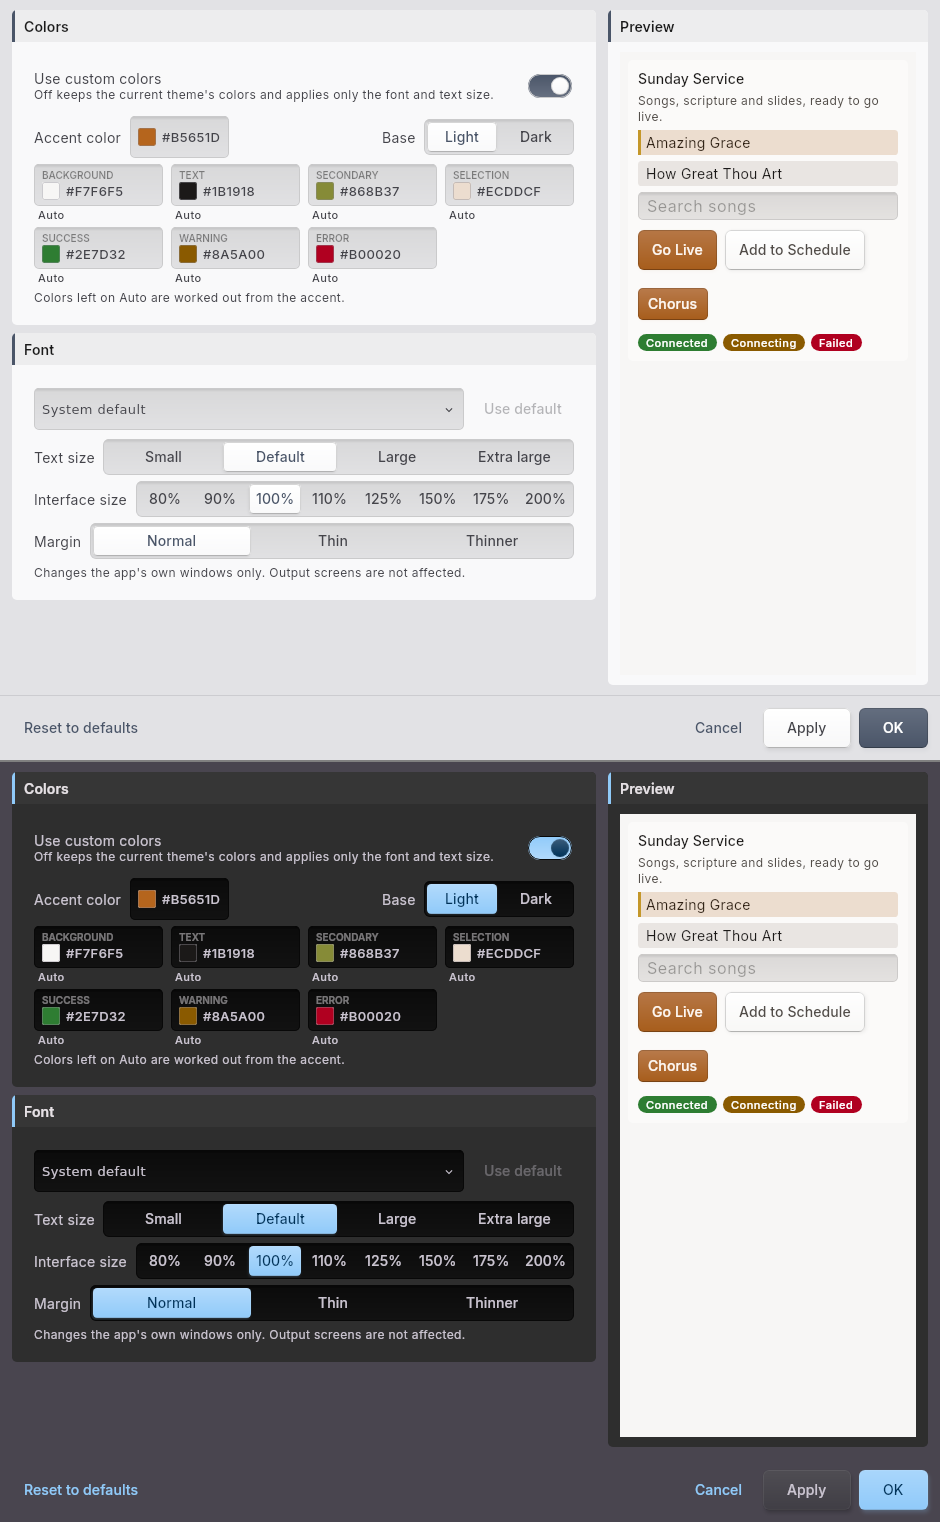 Colors
Use custom colors
Off keeps the current theme's colors and applies only the font and text size.
Accent color #B5651D Base Light Dark
BACKGROUND TEXT SECONDARY SELECTION
#F7F6F5 #1B1918 #868B37 #ECDDCF
Auto Auto Auto Auto
SUCCESS WARNING ERROR
#2E7D32 #8A5A00 #B00020
Auto Auto Auto
Colors left on Auto are worked out from the accent.
Font
System default Use default
Text size Small Default Large Extra large
Interface size 80% 90% 100% 110% 125% 150% 175% 200%
Margin Normal Thin Thinner
Changes the app's own windows only. Output screens are not affected.
Preview
Sunday Service
Songs, scripture and slides, ready to go
live.
Amazing Grace
How Great Thou Art
Search songs
Go Live Add to Schedule
Chorus
Connected Connecting Failed
Reset to defaults Cancel Apply OK
Colors
Use custom colors
Off keeps the current theme's colors and applies only the font and text size.
Accent color #B5651D Base Light Dark
BACKGROUND TEXT SECONDARY SELECTION
#F7F6F5 #1B1918 #868B37 #ECDDCF
Auto Auto Auto Auto
SUCCESS WARNING ERROR
#2E7D32 #8A5A00 #B00020
Auto Auto Auto
Colors left on Auto are worked out from the accent.
Font
System default Use default
Text size Small Default Large Extra large
Interface size 80% 90% 100% 110% 125% 150% 175% 200%
Margin Normal Thin Thinner
Changes the app's own windows only. Output screens are not affected.
Preview
Sunday Service
Songs, scripture and slides, ready to go
live.
Amazing Grace
How Great Thou Art
Search songs
Go Live Add to Schedule
Chorus
Connected Connecting Failed
Reset to defaults Cancel Apply OK